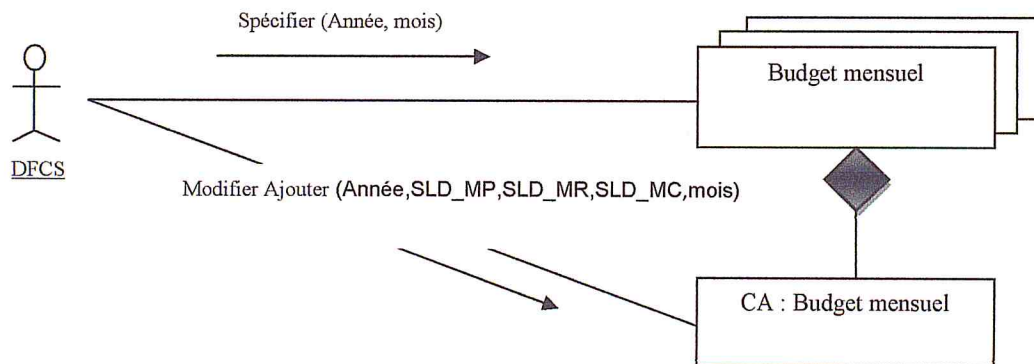 Spécifier (Année, mois)
Budget mensuel
DFCS
Modifier Ajouter (Année,SLD_MP,SLD_MR,SLD_MC,mois)
CA : Budget mensuel